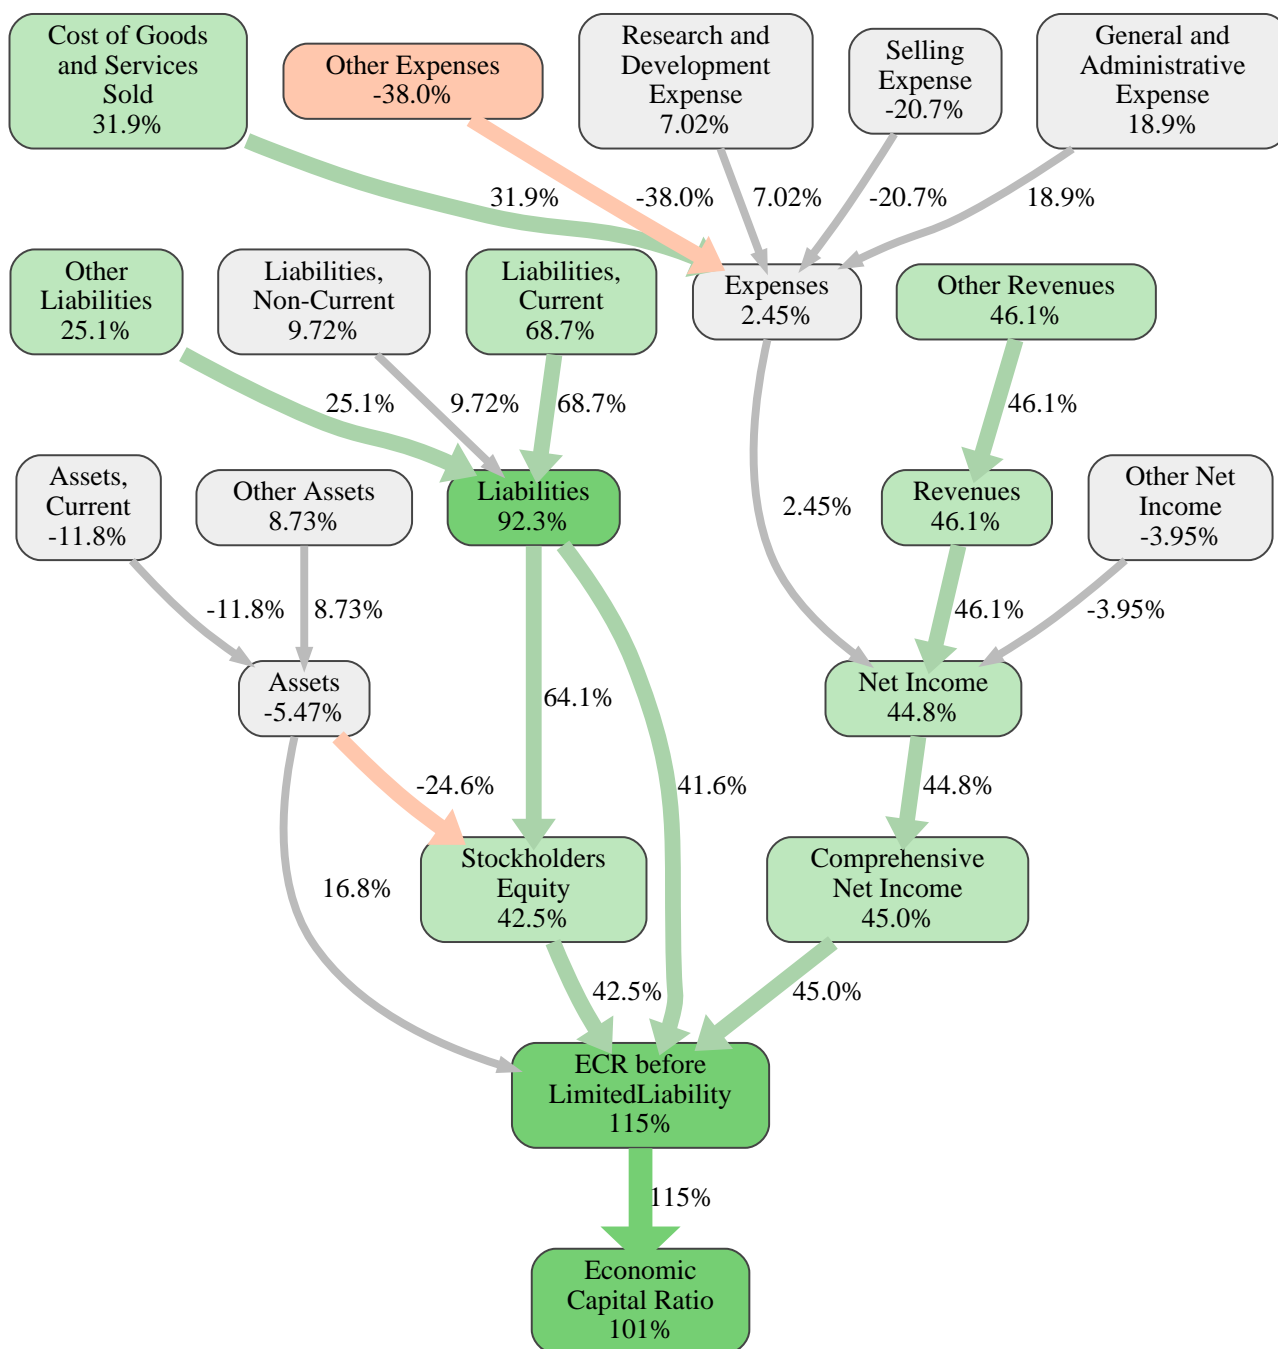 Cost of Goods
and Services
Sold
31.9%
Other Expenses
-38.0%
Research and
Development
Expense
7.02%
Selling
Expense
-20.7%
General and
Administrative
Expense
18.9%
31.9%
-38.0%
7.02%
-20.7%
18.9%
Other
Liabilities
25.1%
Liabilities,
Non-Current
9.72%
Liabilities,
Current
68.7%
Expenses
2.45%
Other Revenues
46.1%
25.1%
9.72%
68.7%
46.1%
Assets,
Current
-11.8%
Other Assets
8.73%
Liabilities
92.3%
2.45%
Revenues
46.1%
Other Net
Income
-3.95%
-11.8%
8.73%
46.1%
-3.95%
Assets
-5.47%
64.1%
Net Income
44.8%
-24.6%
41.6%
44.8%
16.8%
Stockholders
Equity
42.5%
Comprehensive
Net Income
45.0%
42.5%
45.0%
ECR before
LimitedLiability
115%
115%
Economic
Capital Ratio
101%